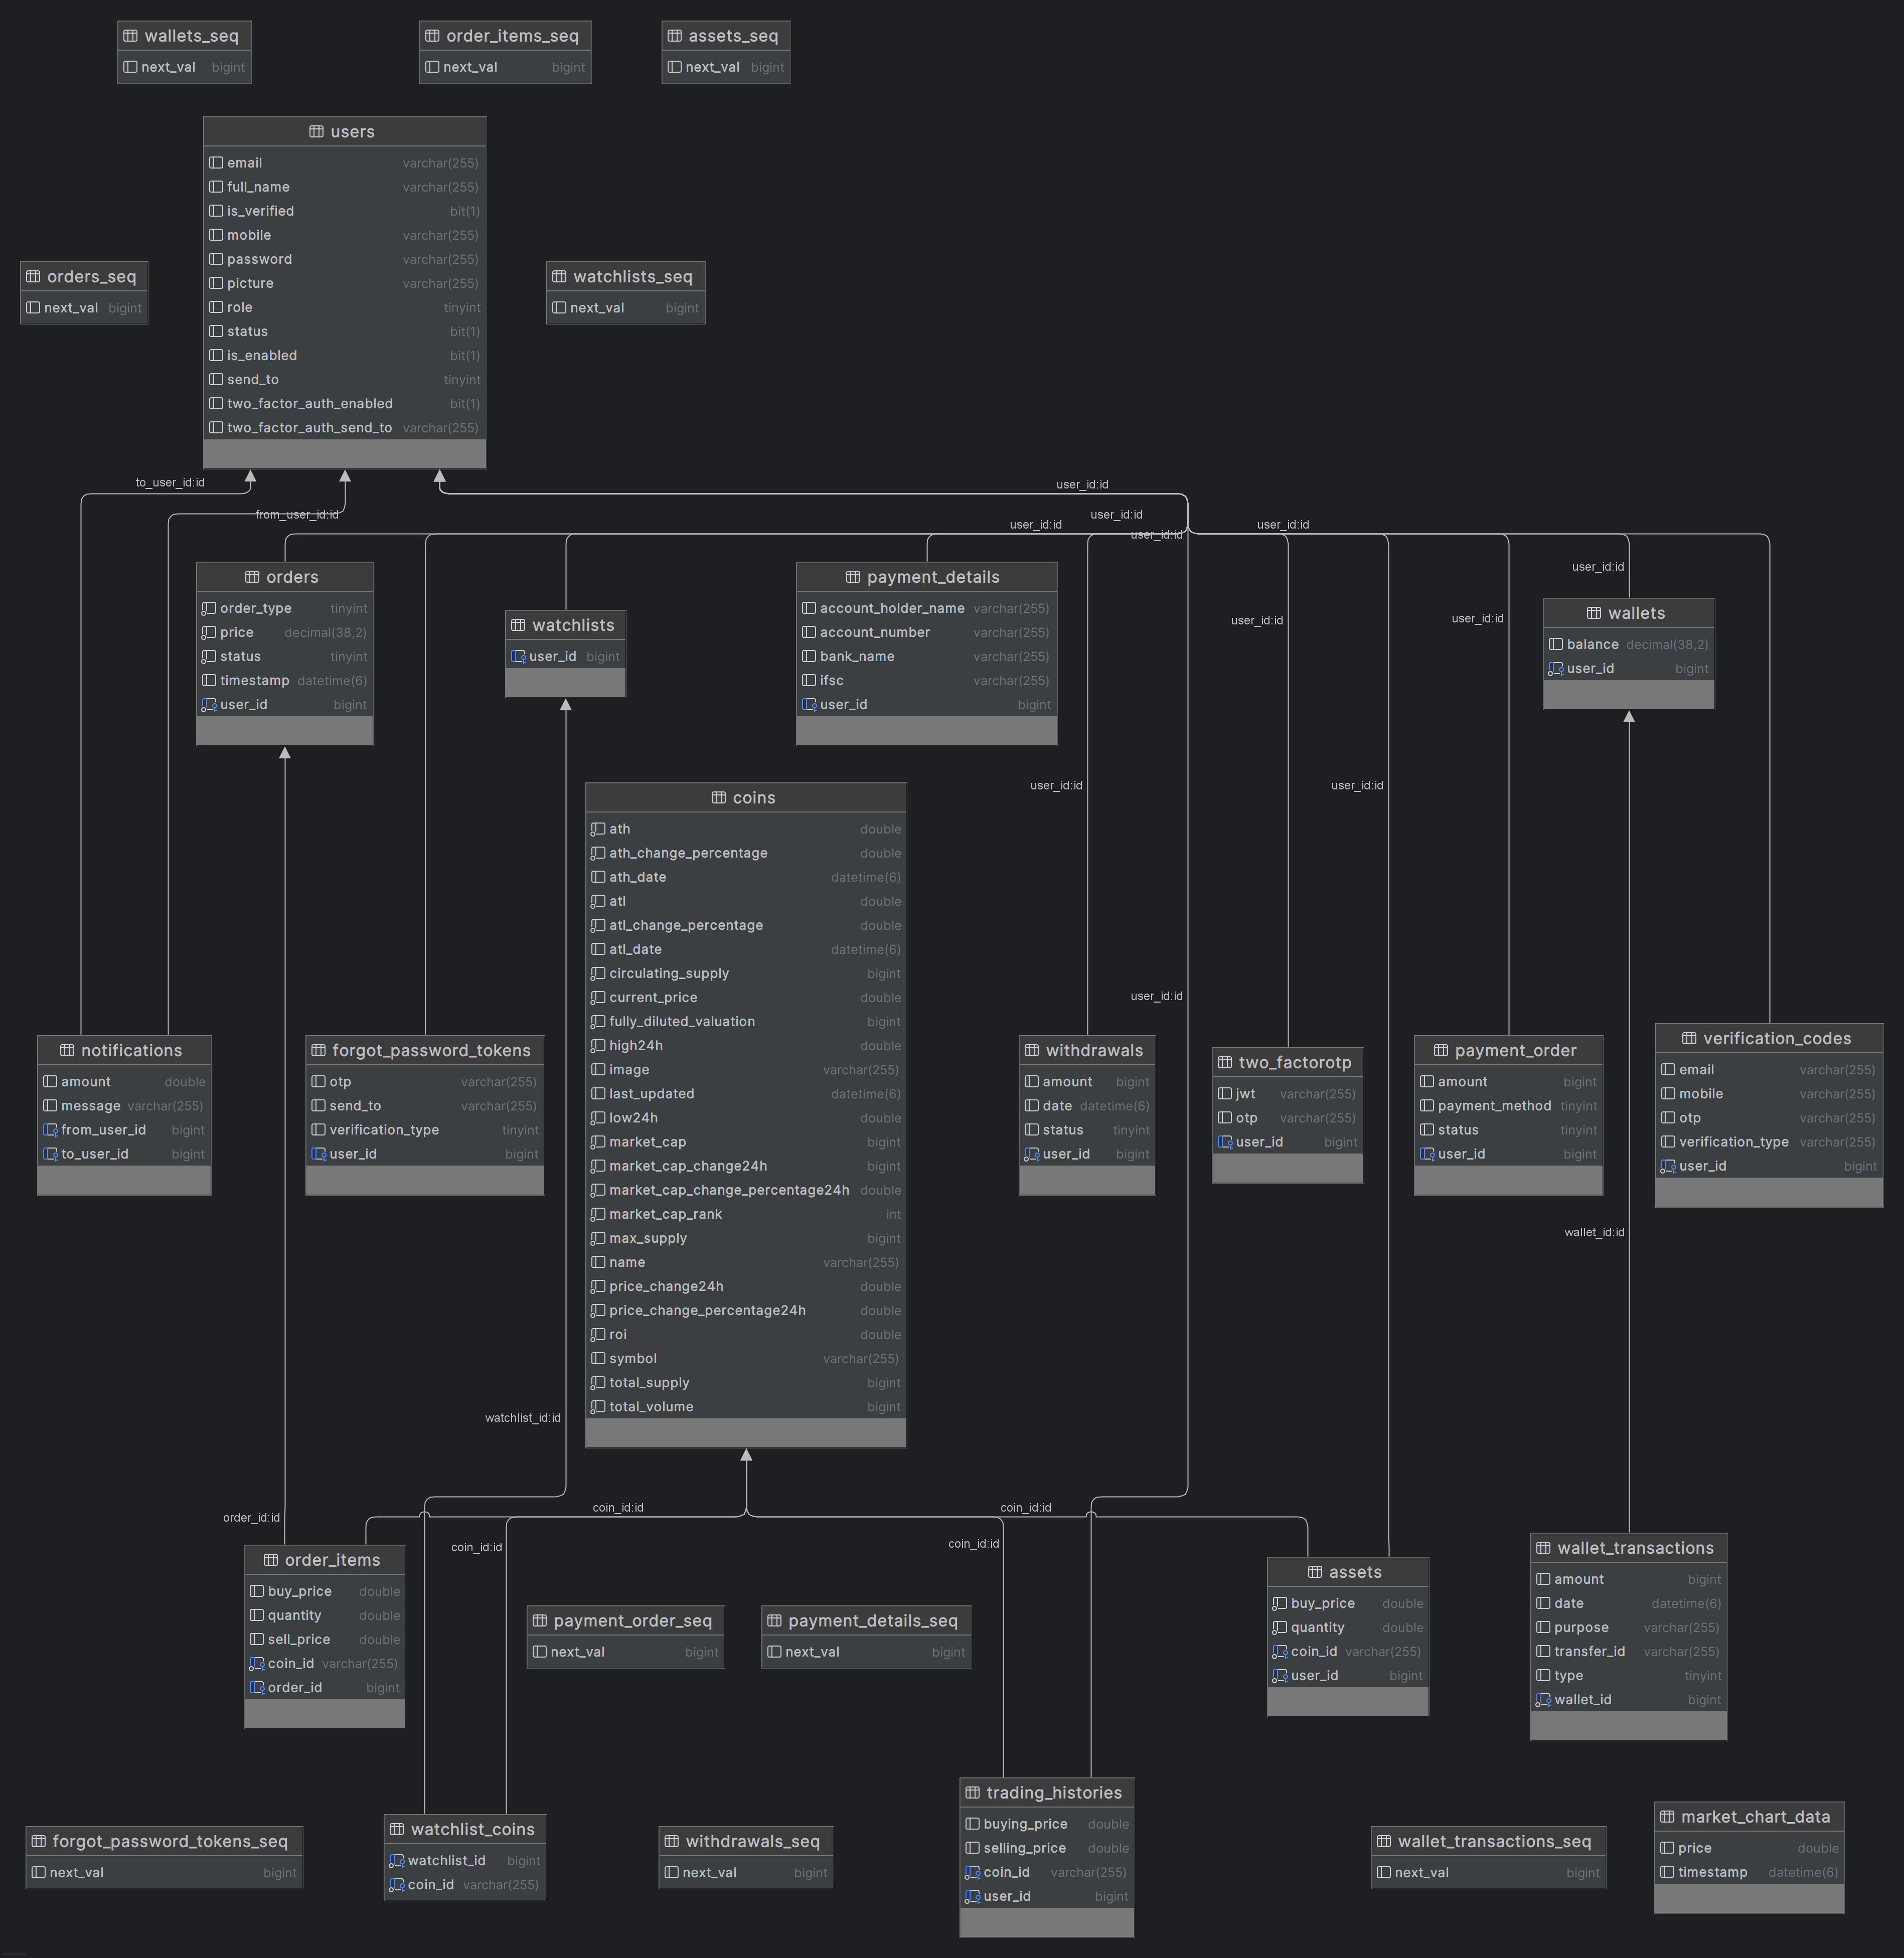 wallets_seq
next_val bigint
order_items_seq
next_val bigint
assets_seq
next_val bigint
users
email varchar(255)
full_name varchar(255)
is_verified bit(1)
mobile varchar(255)
password varchar(255)
picture varchar(255)
role tinyint
status bit(1)
is_enabled bit(1)
send_to tinyint
two_factor_auth_enabled bit(1)
two_factor_auth_send_to varchar(255)
orders_seq
next_val bigint
watchlists_seq
next_val bigint
to_user_id:id
from_user_id:id
user_id:id
user_id:id
user_id:id
user_id:id
user_id:id
user_id:id
orders
order_type tinyint
price decimal(38,2)
status tinyint
timestamp datetime(6)
user_id bigint
watchlists
user_id bigint
payment_details
account_holder_name varchar(255)
account_number varchar(255)
bank_name varchar(255)
ifsc varchar(255)
user_id bigint
user_id:id
user_id:id
wallets
balance decimal(38,2)
user_id bigint
user_id:id
user_id:id
user_id:id
coins
ath double
ath_change_percentage double
ath_date datetime(6)
atl double
atl_change_percentage double
atl_date datetime(6)
circulating_supply bigint
current_price double
fully_diluted_valuation bigint
high24h double
image varchar(255)
last_updated datetime(6)
low24h double
market_cap bigint
market_cap_change24h bigint
market_cap_change_percentage24h double
market_cap_rank int
max_supply bigint
name varchar(255)
price_change24h double
price_change_percentage24h double
roi double
symbol varchar(255)
total_supply bigint
total_volume bigint
notifications
amount double
message varchar(255)
from_user_id bigint
to_user_id bigint
forgot_password_tokens
otp varchar(255)
send_to varchar(255)
verification_type tinyint
user_id bigint
withdrawals
amount bigint
date datetime(6)
status tinyint
user_id bigint
two_factorotp
jwt varchar(255)
otp varchar(255)
user_id bigint
payment_order
amount bigint
payment_method tinyint
status tinyint
user_id bigint
verification_codes
email varchar(255)
mobile varchar(255)
otp varchar(255)
verification_type varchar(255)
user_id bigint
wallet_id:id
watchlist_id:id
order_id:id
coin_id:id
coin_id:id
coin_id:id
coin_id:id
order_items
buy_price double
quantity double
sell_price double
coin_id varchar(255)
order_id bigint
payment_order_seq
next_val bigint
payment_details_seq
next_val bigint
assets
buy_price double
quantity double
coin_id varchar(255)
user_id bigint
wallet_transactions
amount bigint
date datetime(6)
purpose varchar(255)
transfer_id varchar(255)
type tinyint
wallet_id bigint
forgot_password_tokens_seq
next_val bigint
watchlist_coins
watchlist_id bigint
coin_id varchar(255)
withdrawals_seq
next_val bigint
trading_histories
buying_price double
selling_price double
coin_id varchar(255)
user_id bigint
wallet_transactions_seq
next_val bigint
market_chart_data
price double
timestamp datetime(6)